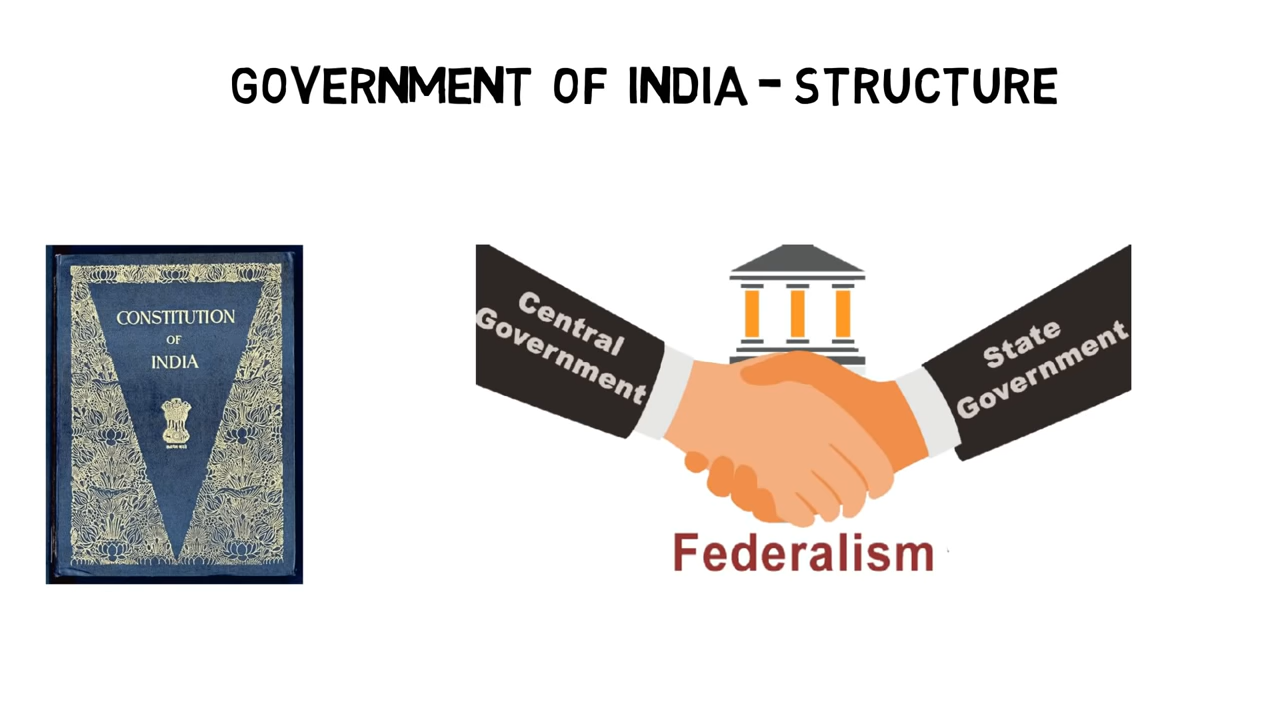 GOVERNMENT OF INDIA - STRUCTURE
CONSTITUTION
OF
INDIA
Central
Government
State
Government
Federalism